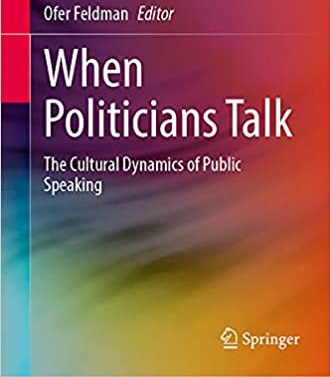 Ofer Feldman Editor
When
Politicians Talk
The Cultural Dynamics of Public
Speaking
Springer